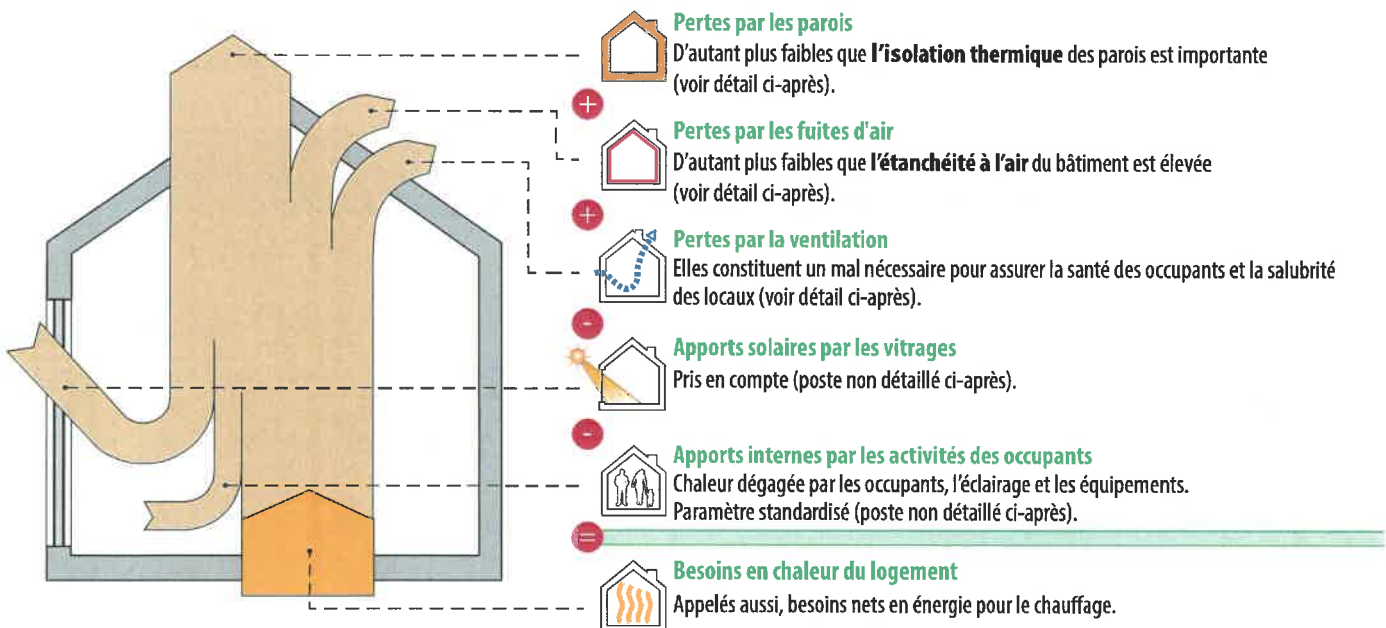 Pertes par les parois
D'autant plus faibles que l'isolation thermique des parois est importante
(voir détail ci-après).
+
Pertes par les fuites d'air
D'autant plus faibles que l'étanchéité à l'air du bâtiment est élevée
(voir détail ci-après).
+
Pertes par la ventilation
Elles constituent un mal nécessaire pour assurer la santé des occupants et la salubrité
des locaux (voir détail ci-après).
-
Apports solaires par les vitrages
Pris en compte (poste non détaillé ci-après).
-
Apports internes par les activités des occupants
Chaleur dégagée par les occupants, l'éclairage et les équipements.
Paramètre standardisé (poste non détaillé ci-après).
=
Besoins en chaleur du logement
Appelés aussi, besoins nets en énergie pour le chauffage.